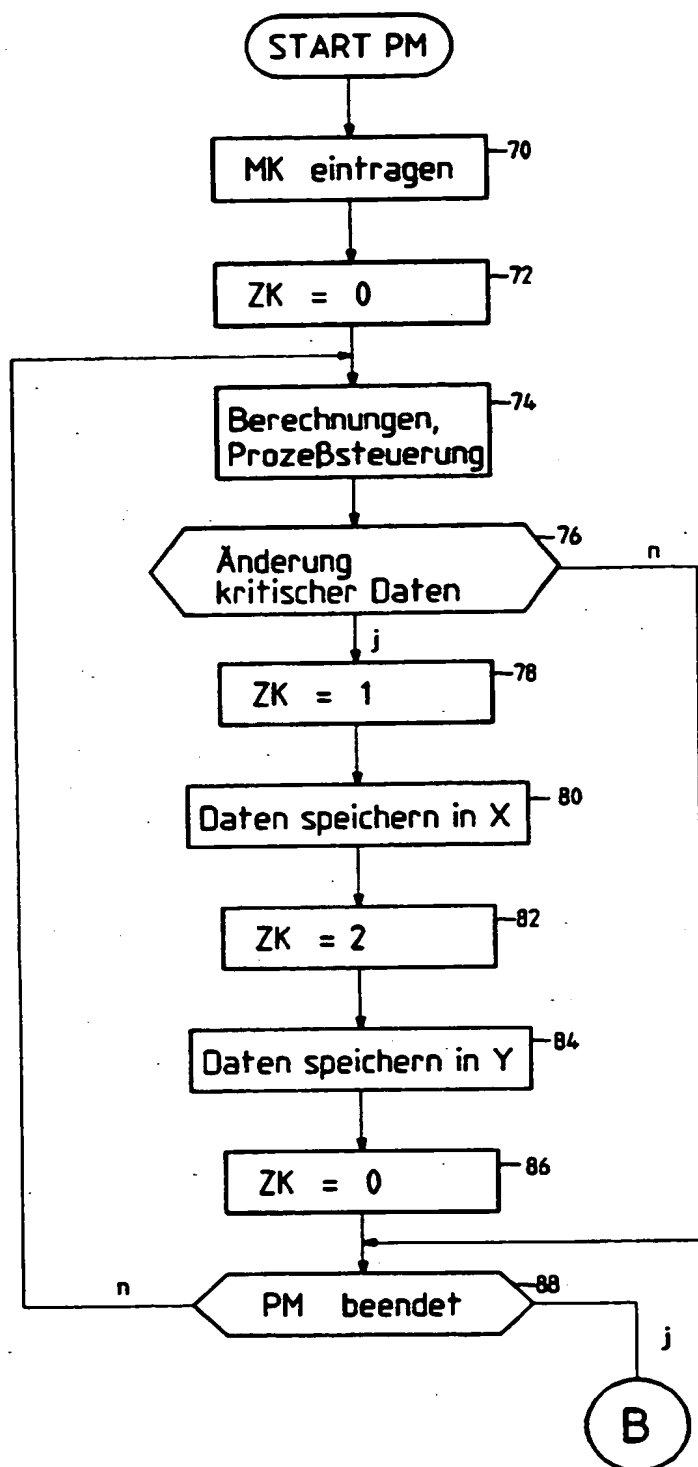 START PM
70
MK eintragen
72
ZK = 0
74
Berechnungen,
Prozeßsteuerung
76
n
Änderung
kritischer Daten
j
78
ZK = 1
80
Daten speichern in X
82
ZK = 2
84
Daten speichern in Y
86
ZK = 0
n
88
PM beendet
j
B